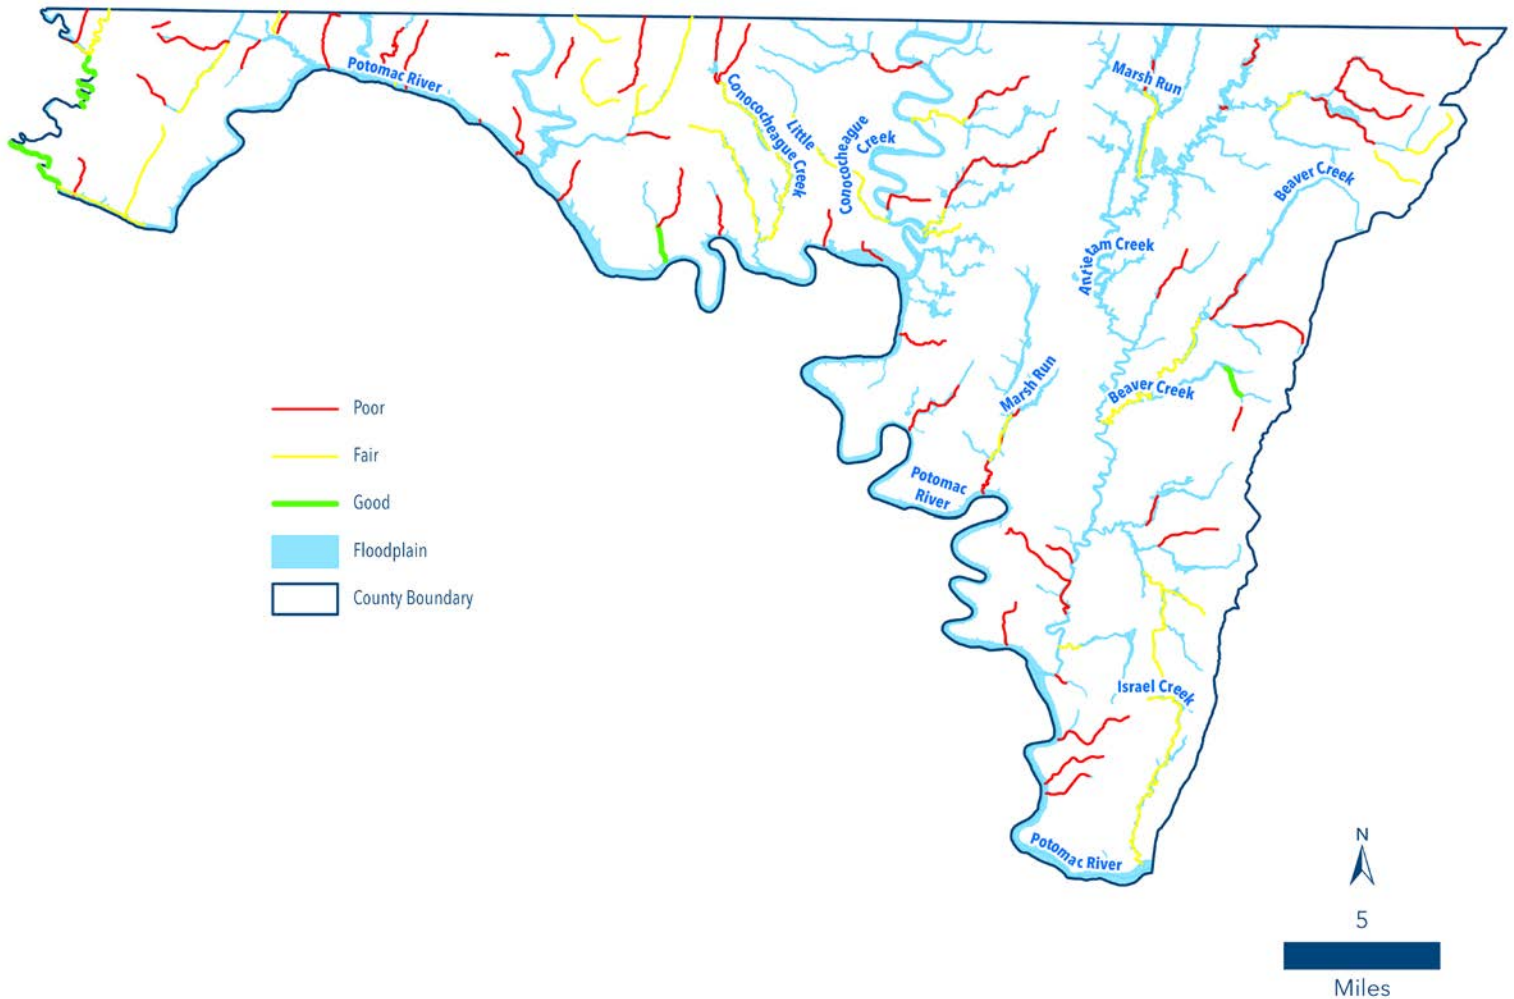 Potomac River
Conococheague Creek
Little
Conococheague
Creek
Marsh Run
Beaver Creek
Antietam Creek
Marsh Run
Beaver Creek
Potomac
River
Israel Creek
Potomac River
Poor
Fair
Good
Floodplain
County Boundary
N
5
Miles